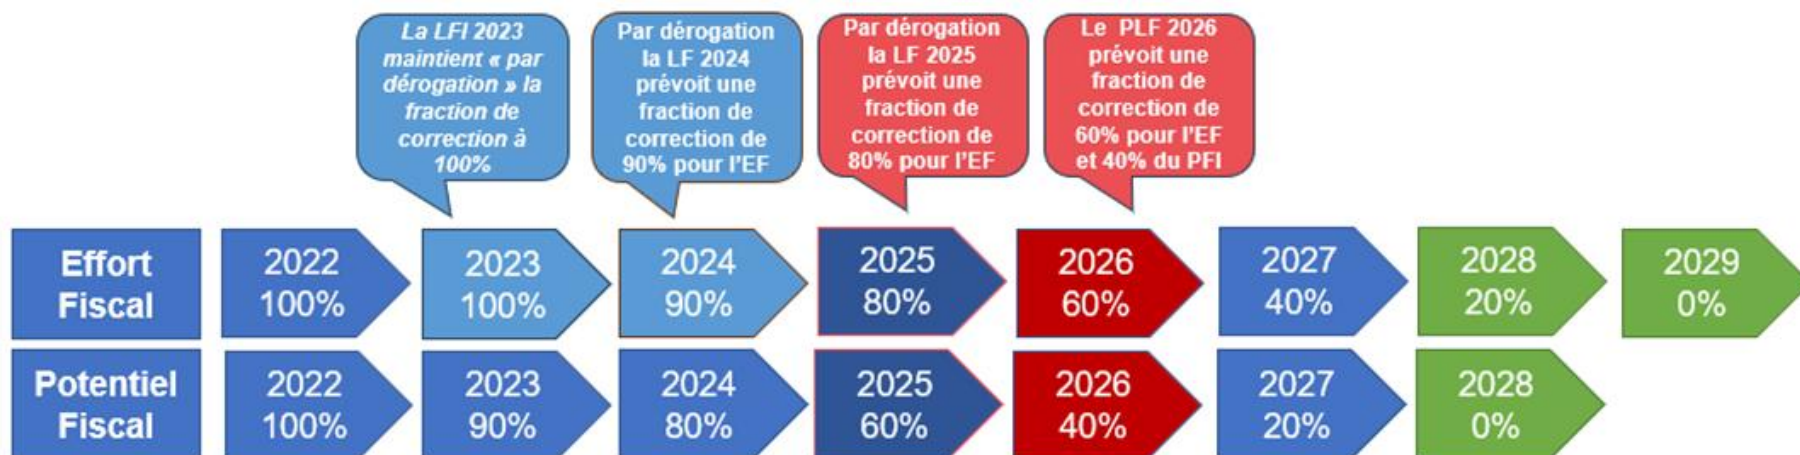 La LFI 2023
maintient « par
dérogation » la
fraction de
correction à
100%
Par dérogation
la LF 2024
prévoit une
fraction de
correction de
90% pour l'EF
Par dérogation
la LF 2025
prévoit une
fraction de
correction de
80% pour l'EF
Le PLF 2026
prévoit une
fraction de
correction de
60% pour l'EF
et 40% du PFI
Effort
Fiscal
2022
100%
2023
100%
2024
90%
2025
80%
2026
60%
2027
40%
2028
20%
2029
0%
Potentiel
Fiscal
2022
100%
2023
90%
2024
80%
2025
60%
2026
40%
2027
20%
2028
0%